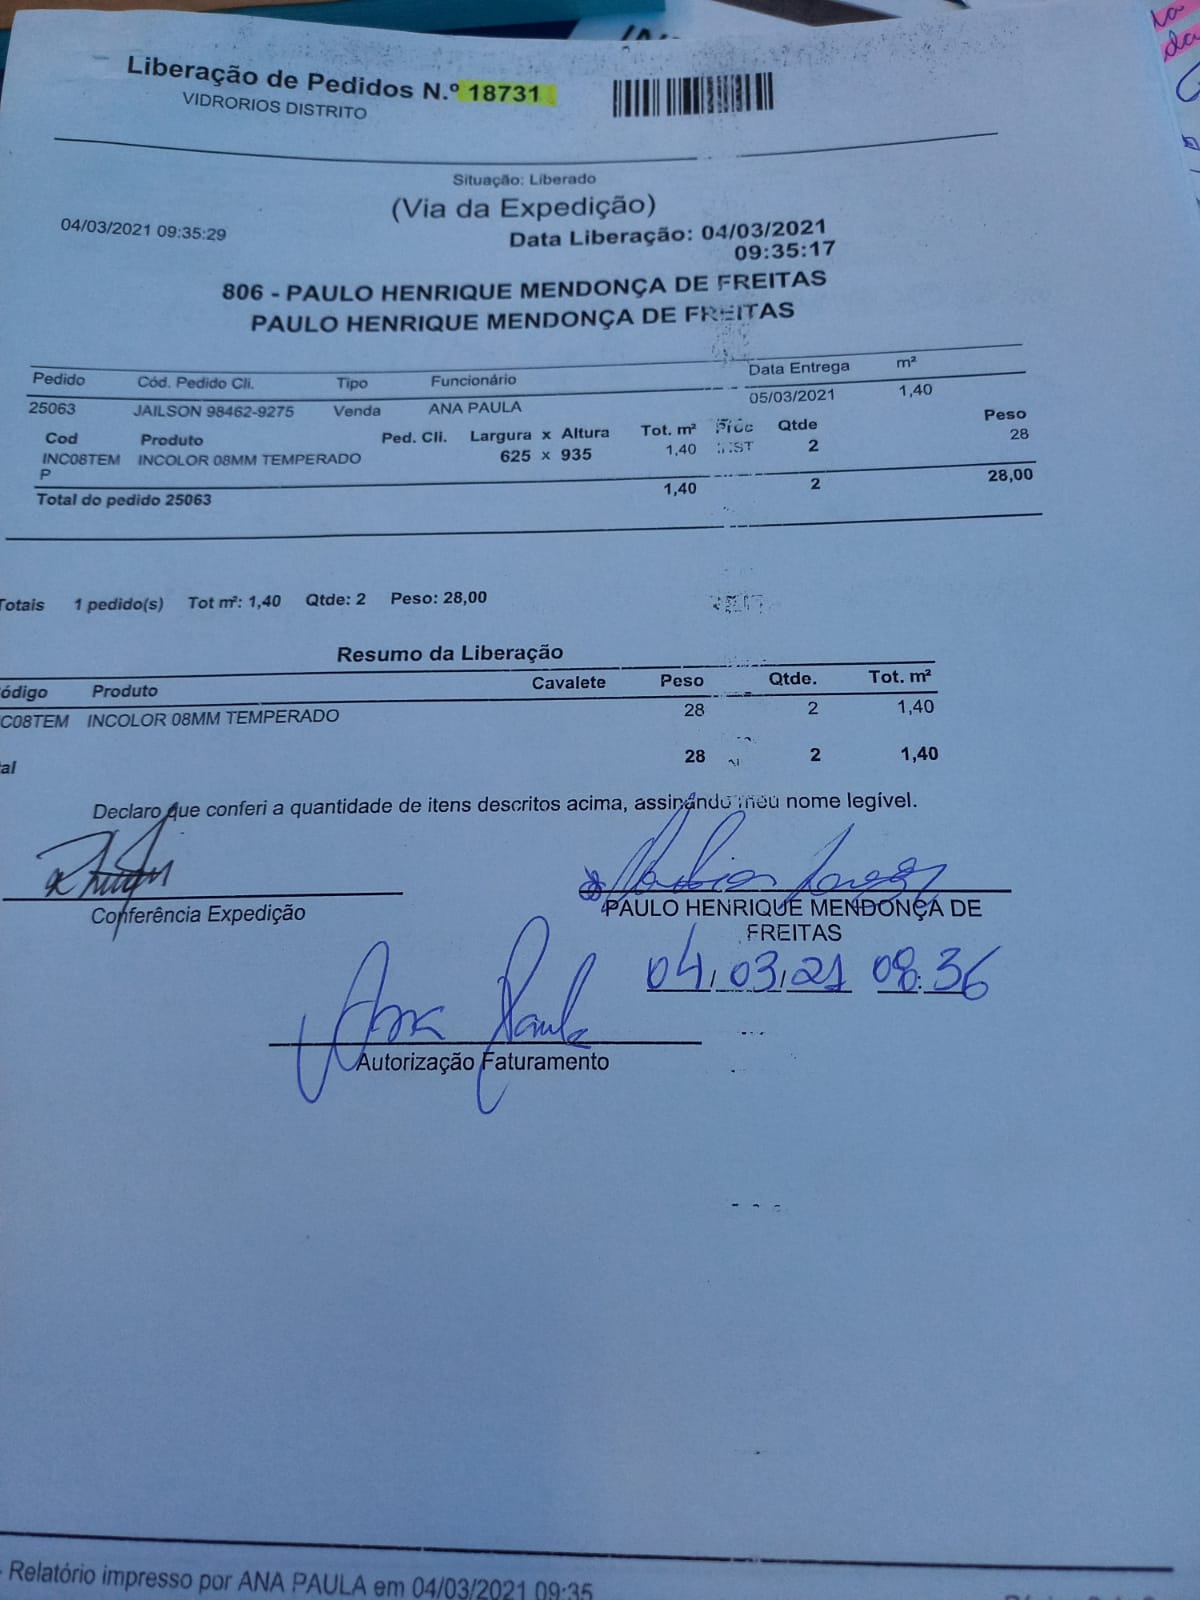 Liberação de Pedidos N.º 18731
VIDRORIOS DISTRITO
Situação: Liberado
(Via da Expedição)
04/03/2021 09:35:29
Data Liberação: 04/03/2021
09:35:17
806 - PAULO HENRIQUE MENDONÇA DE FREITAS
PAULO HENRIQUE MENDONÇA DE FREITAS
Pedido Cód. Pedido Cli. Tipo Funcionário Data Entrega m²
25063 JAILSON 98462-9275 Venda ANA PAULA 05/03/2021 1,40
Cod Produto Ped. Cli. Largura x Altura Tot. m² Proc Qtde Peso
INC08TEM INCOLOR 08MM TEMPERADO 625 x 935 1,40 2 28
P
Total do pedido 25063 1,40 2 28,00
Totais 1 pedido(s) Tot m²: 1,40 Qtde: 2 Peso: 28,00
Resumo da Liberação
ódigo Produto Cavalete Peso Qtde. Tot. m²
C08TEM INCOLOR 08MM TEMPERADO 28 2 1,40
al 28 2 1,40
Declaro que conferi a quantidade de itens descritos acima, assinando meu nome legível.
Conferência Expedição
PAULO HENRIQUE MENDONÇA DE
FREITAS
04/03/21 08:36
Ana Paula
Autorização Faturamento
Relatório impresso por ANA PAULA em 04/03/2021 09:35